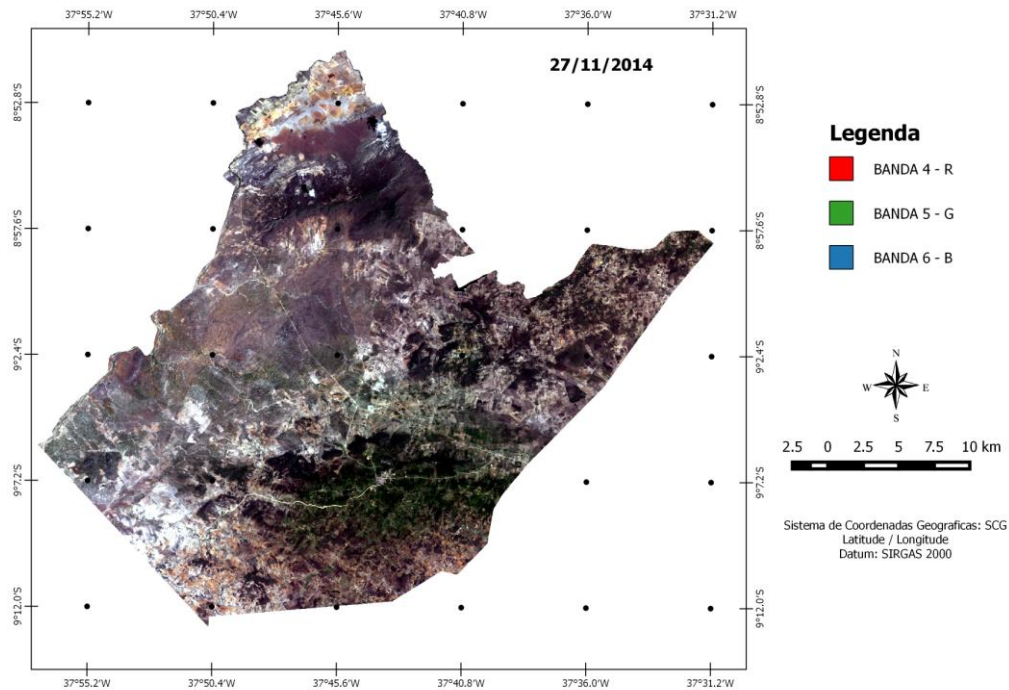 37°55.2'W 37°50.4'W 37°45.6'W 37°40.8'W 37°36.0'W 37°31.2'W
27/11/2014
8°52.8'S 8°52.8'S
8°57.6'S 8°57.6'S
9°2.4'S 9°2.4'S
9°7.2'S 9°7.2'S
9°12.0'S 9°12.0'S
37°55.2'W 37°50.4'W 37°45.6'W 37°40.8'W 37°36.0'W 37°31.2'W
Legenda
BANDA 4 - R
BANDA 5 - G
BANDA 6 - B
N
W E
S
2.5 0 2.5 5 7.5 10 km
Sistema de Coordenadas Geograficas: SCG
Latitude / Longitude
Datum: SIRGAS 2000